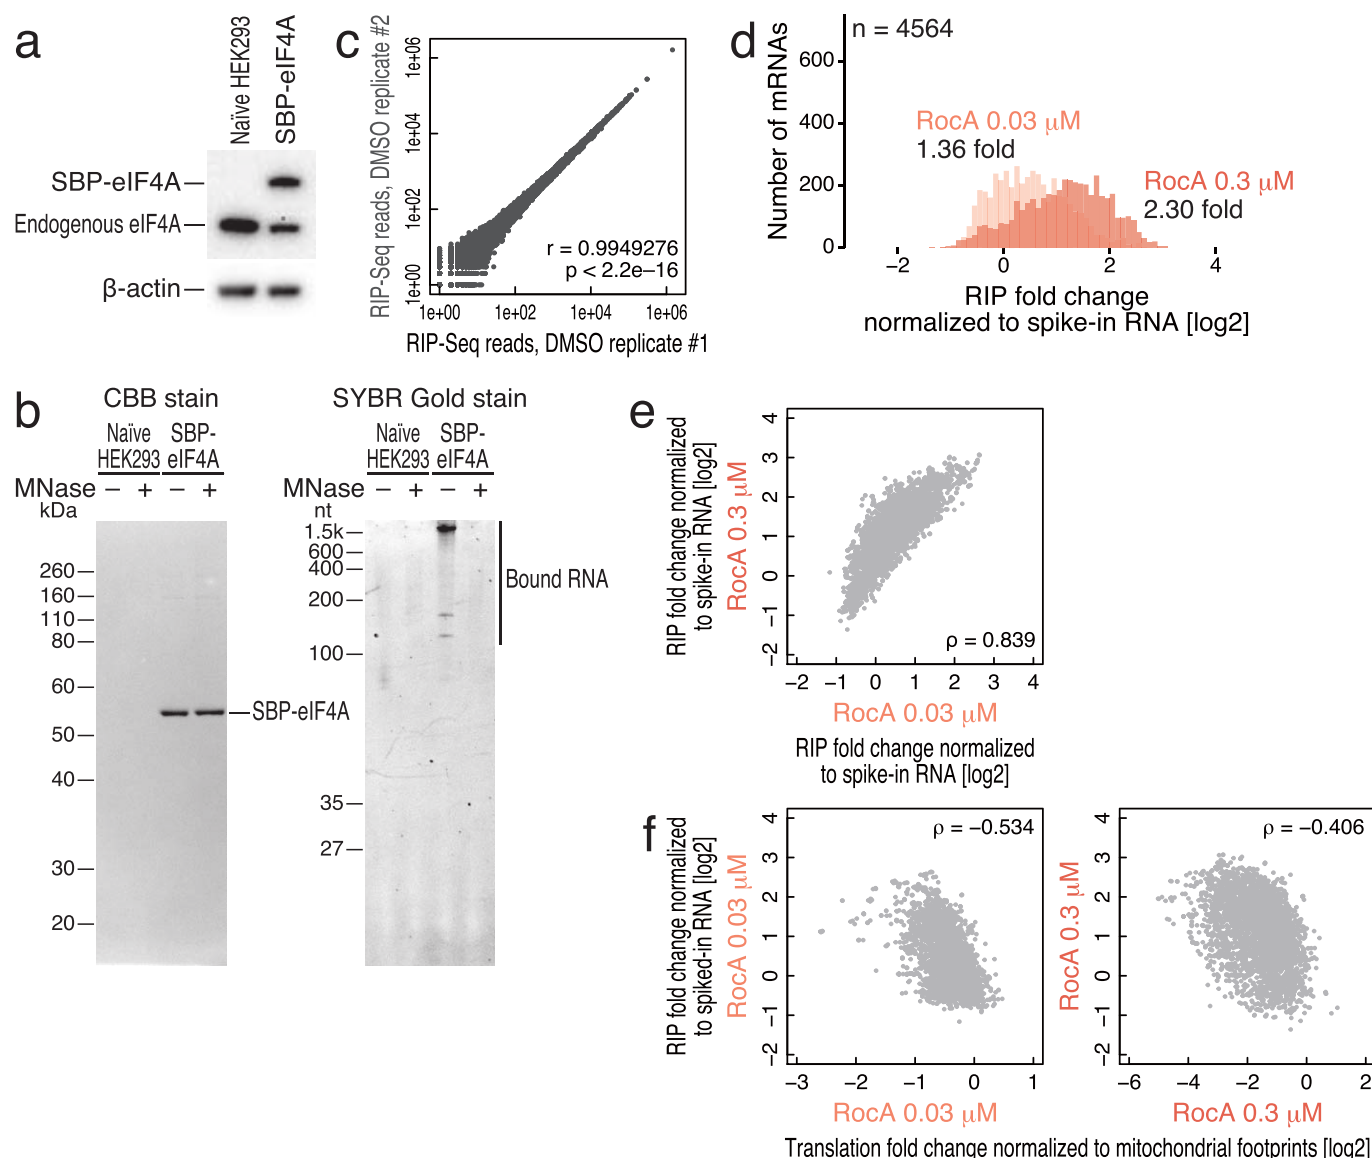 a
Naïve HEK293
SBP-eIF4A
SBP-eIF4A
Endogenous eIF4A
β-actin
c
RIP-Seq reads, DMSO replicate #2
1e+06
1e+04
1e+02
1e+00
r = 0.9949276
p < 2.2e−16
1e+00 1e+02 1e+04 1e+06
RIP-Seq reads, DMSO replicate #1
d
Number of mRNAs
n = 4564
600
400
200
0
RocA 0.03 μM
1.36 fold
RocA 0.3 μM
2.30 fold
−2 0 2 4
RIP fold change
normalized to spike-in RNA [log2]
b
CBB stain
Naïve HEK293
SBP-eIF4A
MNase − + − +
kDa
260
160
110
80
60
50
40
30
20
SBP-eIF4A
SYBR Gold stain
Naïve HEK293
SBP-eIF4A
MNase − + − +
nt
1.5k
600
400
200
100
35
27
Bound RNA
e
RIP fold change normalized
to spike-in RNA [log2]
RocA 0.3 μM
4
3
2
1
0
−1
−2
ρ = 0.839
−2 −1 0 1 2 3 4
RocA 0.03 μM
RIP fold change normalized
to spike-in RNA [log2]
f
RIP fold change normalized
to spiked-in RNA [log2]
RocA 0.03 μM
4
3
2
1
0
−1
−2
ρ = −0.534
−3 −2 −1 0 1
RocA 0.03 μM
RocA 0.3 μM
4
3
2
1
0
−1
−2
ρ = −0.406
−6 −4 −2 0 2
RocA 0.3 μM
Translation fold change normalized to mitochondrial footprints [log2]